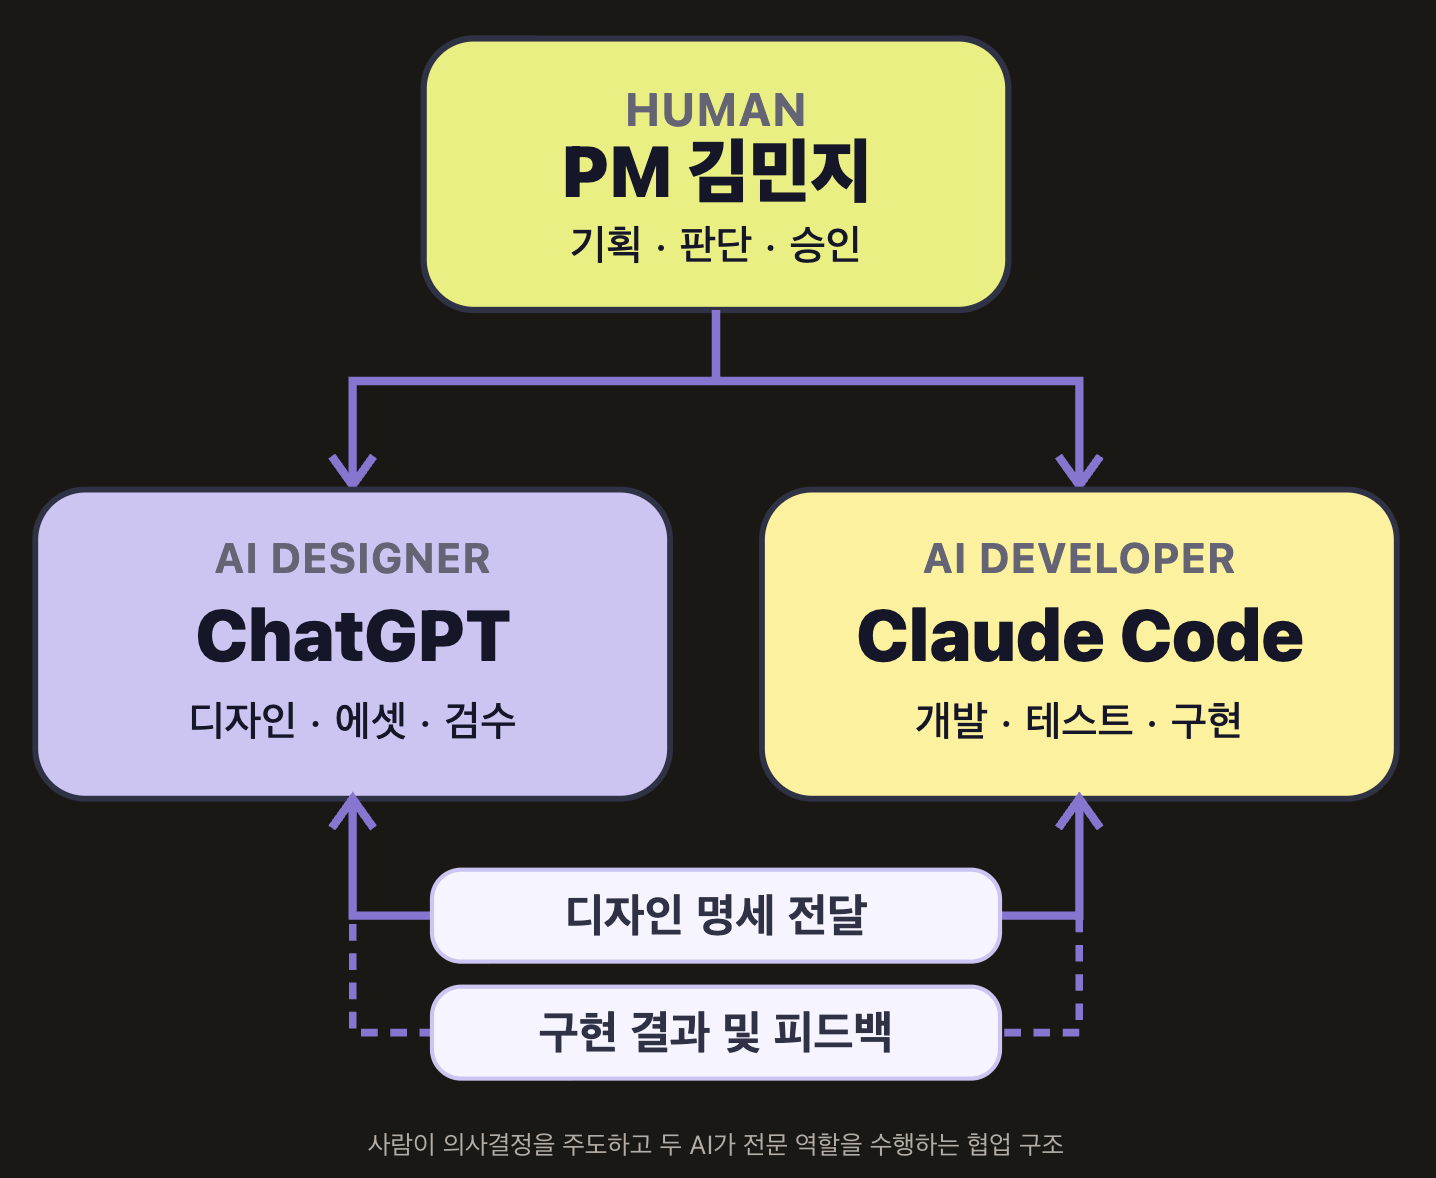 HUMAN
PM 김민지
기획 · 판단 · 승인
AI DESIGNER
ChatGPT
디자인 · 에셋 · 검수
AI DEVELOPER
Claude Code
개발 · 테스트 · 구현
디자인 명세 전달
구현 결과 및 피드백
사람이 의사결정을 주도하고 두 AI가 전문 역할을 수행하는 협업 구조